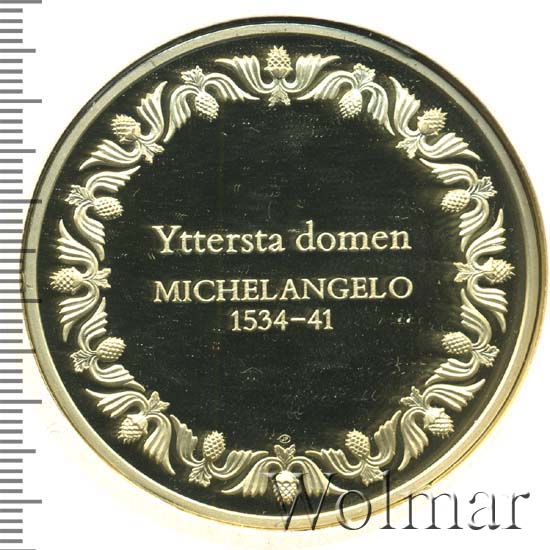 Yttersta domen
MICHELANGELO
1534-41
Wolmar